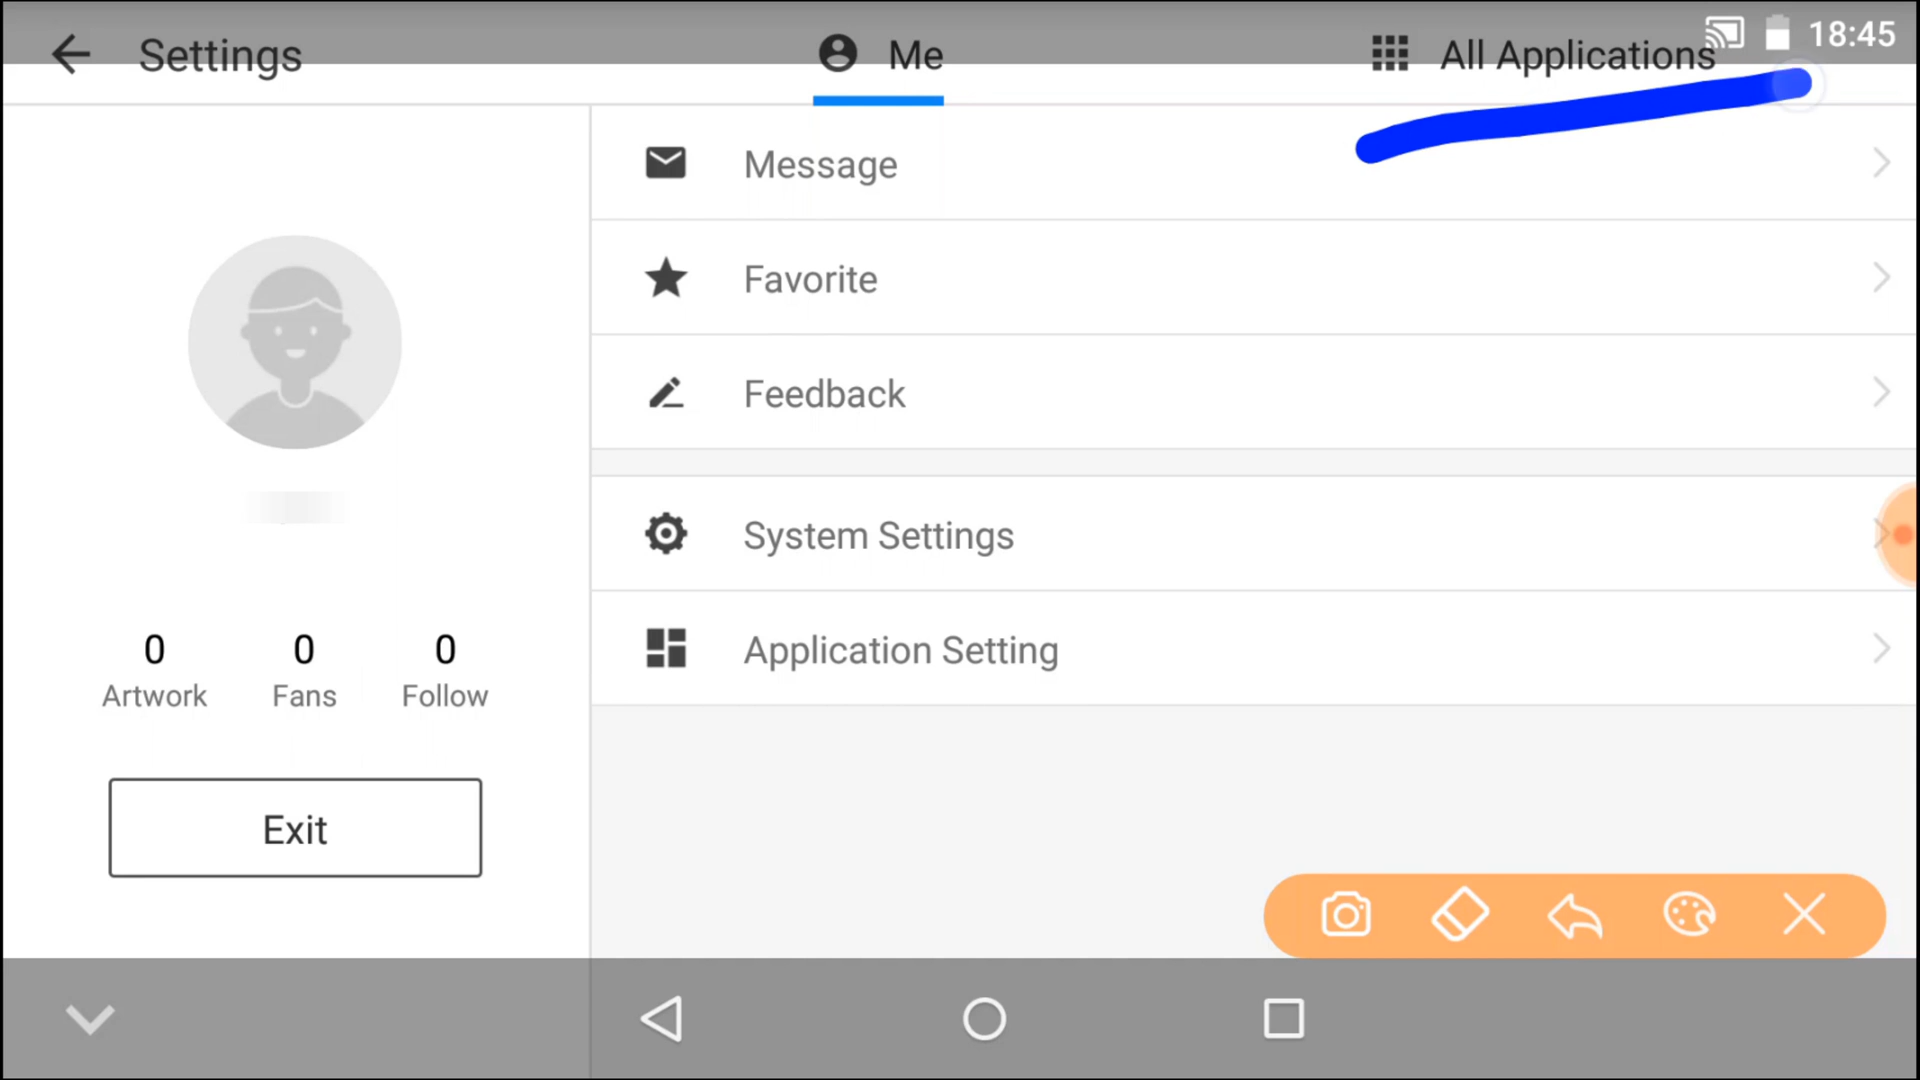 Settings
Me
All Applications
18:45
Message
Favorite
Feedback
System Settings
Application Setting
0 0 0
Artwork Fans Follow
Exit